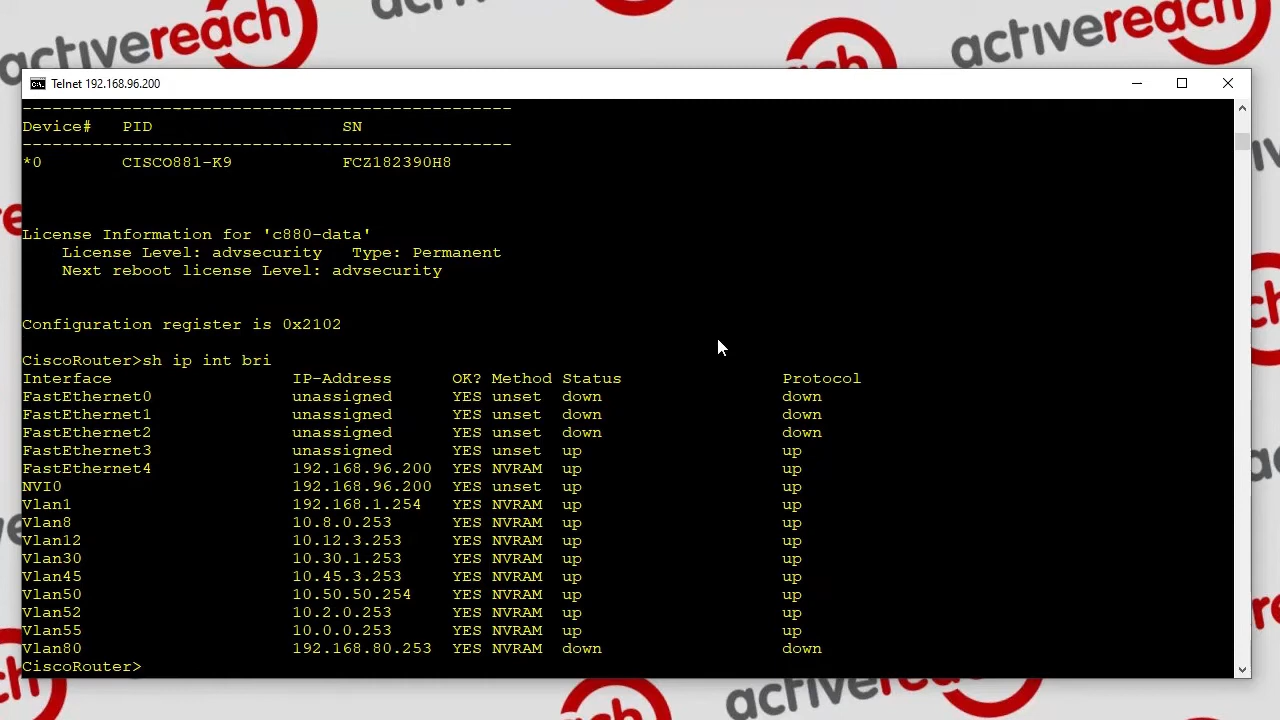 activereach
activereach
Telnet 192.168.96.200
-------------------------------------------------
Device#   PID                   SN
-------------------------------------------------
*0        CISCO881-K9           FCZ182390H8
License Information for 'c880-data'
    License Level: advsecurity   Type: Permanent
    Next reboot license Level: advsecurity
Configuration register is 0x2102
CiscoRouter>sh ip int bri
Interface                  IP-Address      OK? Method Status                Protocol
FastEthernet0              unassigned      YES unset  down                  down
FastEthernet1              unassigned      YES unset  down                  down
FastEthernet2              unassigned      YES unset  down                  down
FastEthernet3              unassigned      YES unset  up                    up
FastEthernet4              192.168.96.200  YES NVRAM  up                    up
NVI0                       192.168.96.200  YES unset  up                    up
Vlan1                      192.168.1.254   YES NVRAM  up                    up
Vlan8                      10.8.0.253      YES NVRAM  up                    up
Vlan12                     10.12.3.253     YES NVRAM  up                    up
Vlan30                     10.30.1.253     YES NVRAM  up                    up
Vlan45                     10.45.3.253     YES NVRAM  up                    up
Vlan50                     10.50.50.254    YES NVRAM  up                    up
Vlan52                     10.2.0.253      YES NVRAM  up                    up
Vlan55                     10.0.0.253      YES NVRAM  up                    up
Vlan80                     192.168.80.253  YES NVRAM  down                  down
CiscoRouter>
activereach